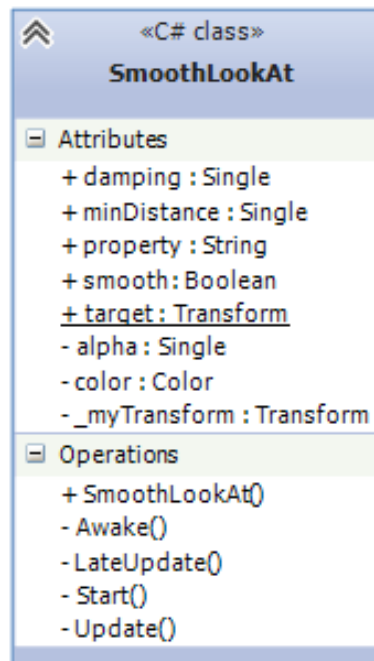 «C# class»
SmoothLookAt
Attributes
+ damping : Single
+ minDistance : Single
+ property : String
+ smooth : Boolean
+ target : Transform
- alpha : Single
- color : Color
- _myTransform : Transform
Operations
+ SmoothLookAt()
- Awake()
- LateUpdate()
- Start()
- Update()